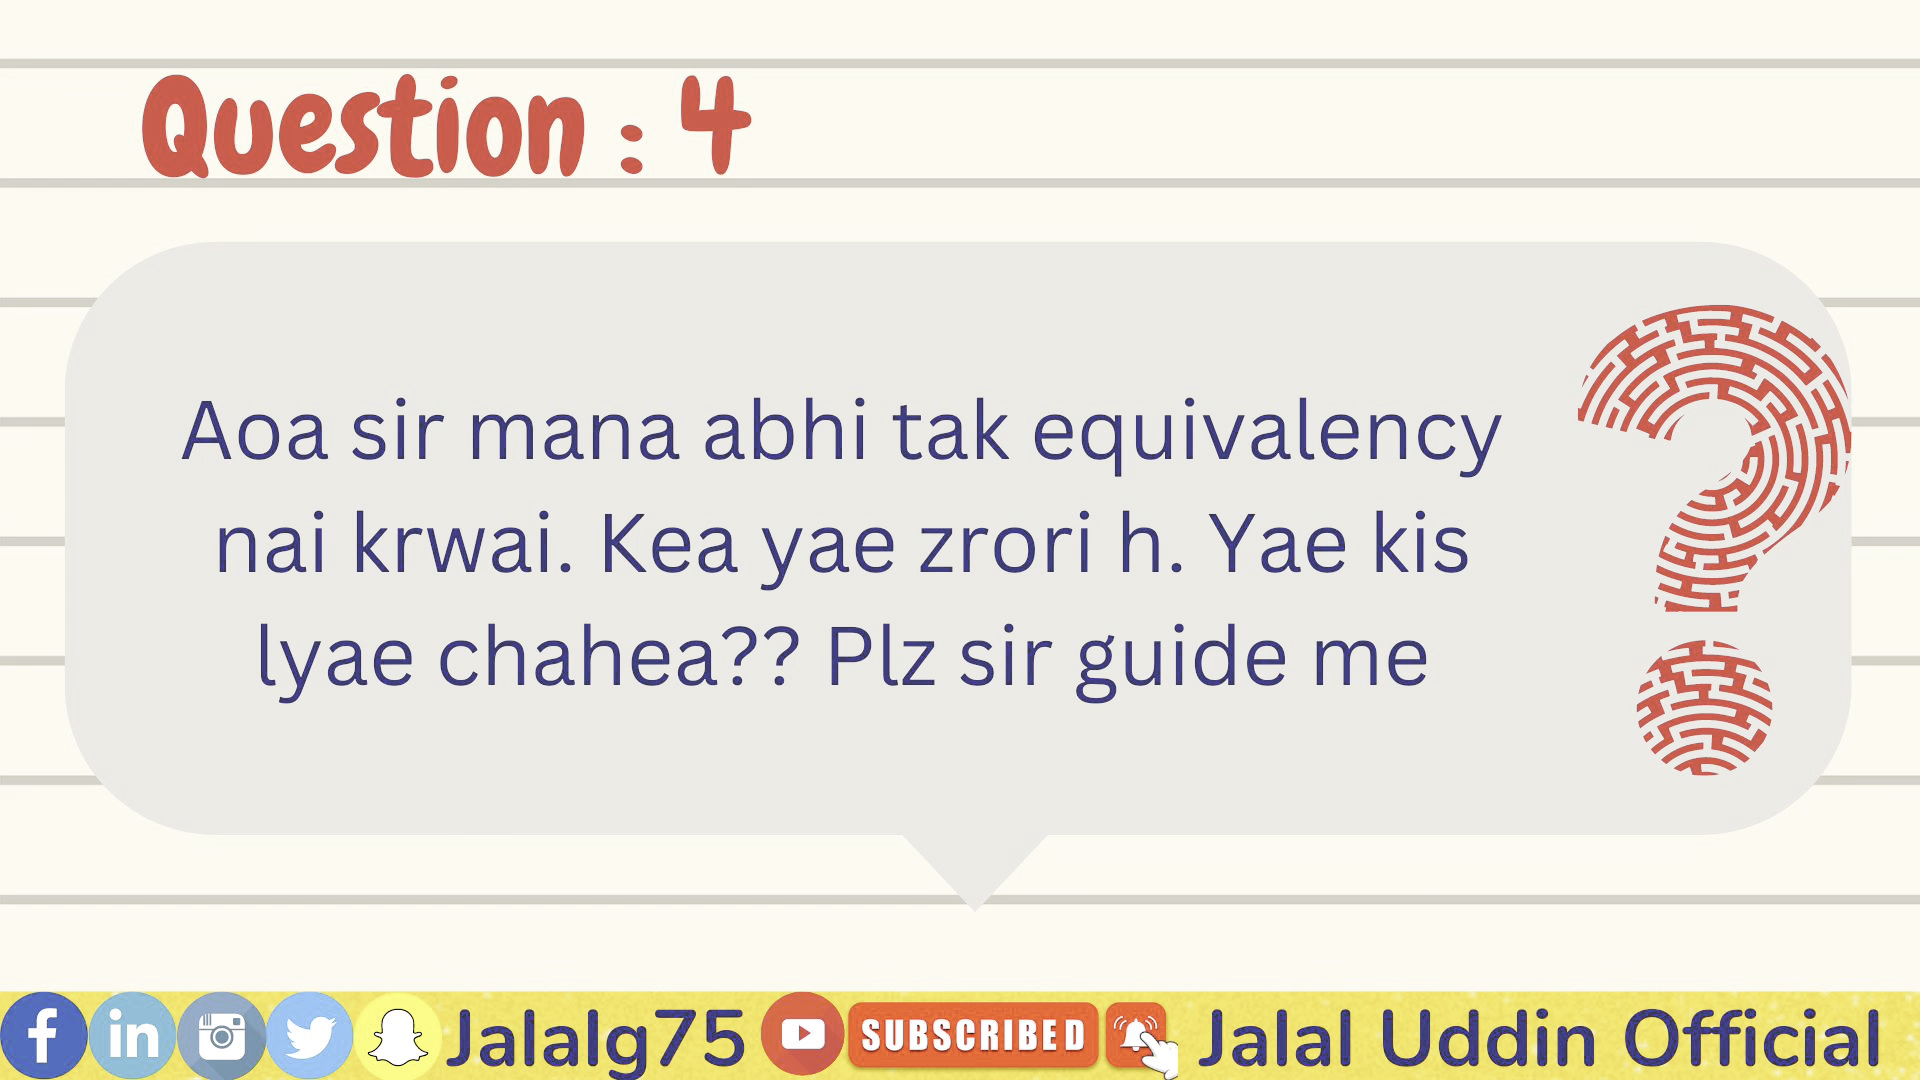 Question : 4
Aoa sir mana abhi tak equivalency
nai krwai. Kea yae zrori h. Yae kis
lyae chahea?? Plz sir guide me
Jalalg75 SUBSCRIBED Jalal Uddin Official